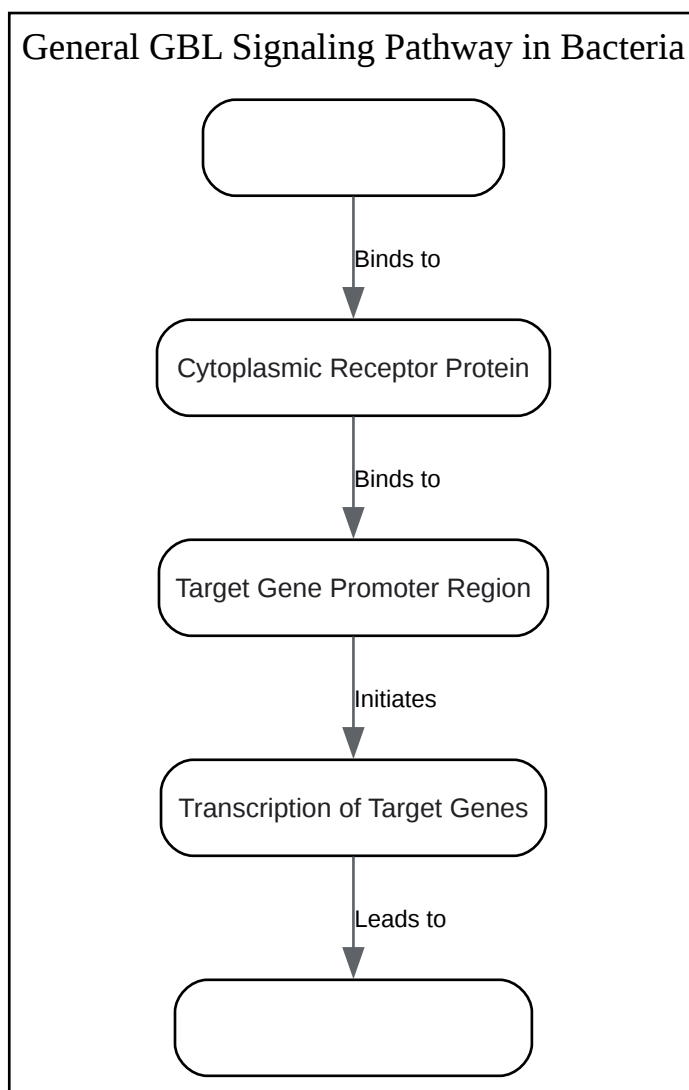 General GBL Signaling Pathway in Bacteria
Binds to
Cytoplasmic Receptor Protein
Binds to
Target Gene Promoter Region
Initiates
Transcription of Target Genes
Leads to